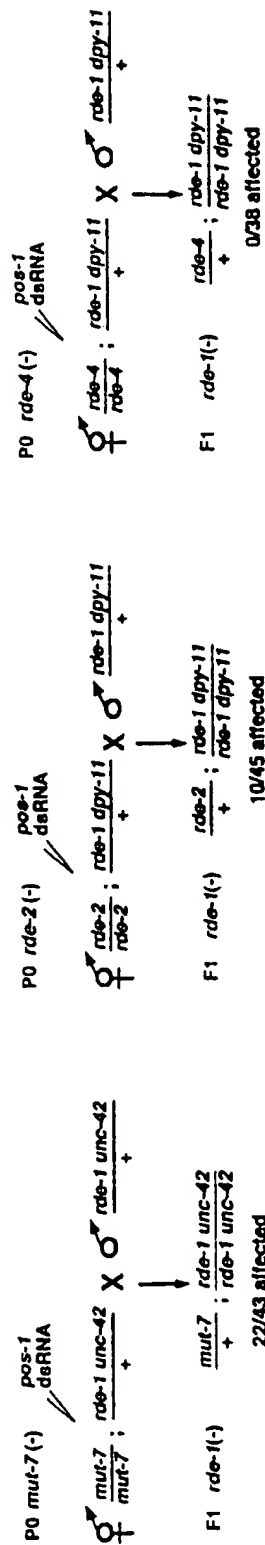 P0 mut-7 (-)
pos-1
dsRNA
mut-7
mut-7
;
rde-1 unc-42
+
X
rde-1 unc-42
+
F1 rde-1(-)
mut-7
+
;
rde-1 unc-42
rde-1 unc-42
22/43 affected
P0 rde-2 (-)
pos-1
dsRNA
rde-2
rde-2
;
rde-1 dpy-11
+
X
rde-1 dpy-11
+
F1 rde-1(-)
rde-2
+
;
rde-1 dpy-11
rde-1 dpy-11
10/45 affected
P0 rde-4 (-)
pos-1
dsRNA
rde-4
rde-4
;
rde-1 dpy-11
+
X
rde-1 dpy-11
+
F1 rde-1(-)
rde-4
+
;
rde-1 dpy-11
rde-1 dpy-11
0/38 affected